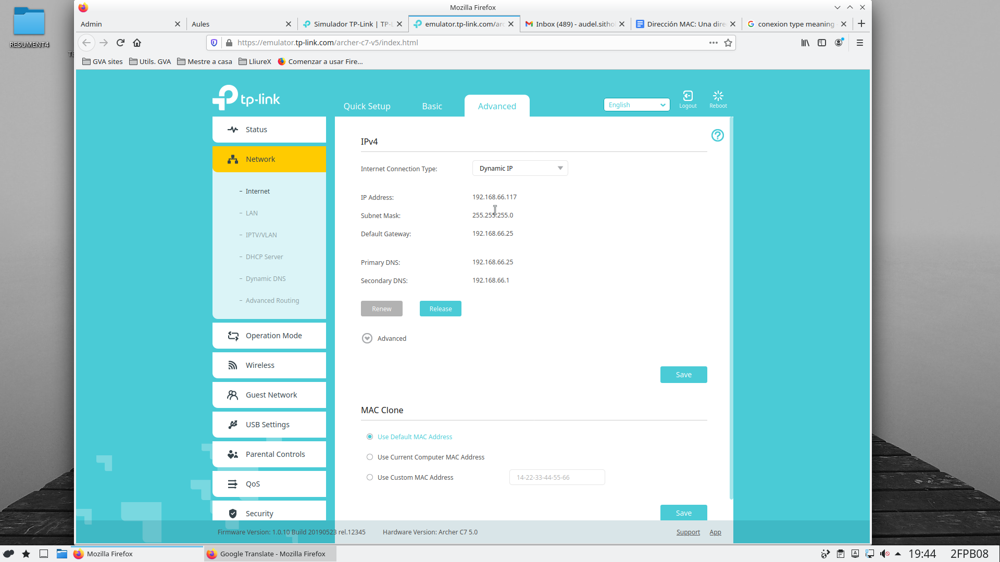 Mozilla Firefox
RESUMENT4
Admin
Aules
Simulador TP-Link | TP-L
emulator.tp-link.com/arc
Inbox (489) - audel.sithol
Dirección MAC: Una dire
conexion type meaning
https://emulator.tp-link.com/archer-c7-v5/index.html
GVA sites
Utils. GVA
Mestre a casa
LliureX
Comenzar a usar Fire...
tp-link
Quick Setup
Basic
Advanced
English
Logout
Reboot
Status
Network
- Internet
- LAN
- IPTV/VLAN
- DHCP Server
- Dynamic DNS
- Advanced Routing
Operation Mode
Wireless
Guest Network
USB Settings
Parental Controls
QoS
Security
IPv4
Internet Connection Type: Dynamic IP
IP Address: 192.168.66.117
Subnet Mask: 255.255.255.0
Default Gateway: 192.168.66.25
Primary DNS: 192.168.66.25
Secondary DNS: 192.168.66.1
Renew Release
Advanced
Save
MAC Clone
Use Default MAC Address
Use Current Computer MAC Address
Use Custom MAC Address 14-22-33-44-55-66
Save
Firmware Version: 1.0.10 Build 20190523 rel.12345 Hardware Version: Archer C7 5.0 Support App
Mozilla Firefox
Google Translate - Mozilla Firefox
19:44
2FPB08